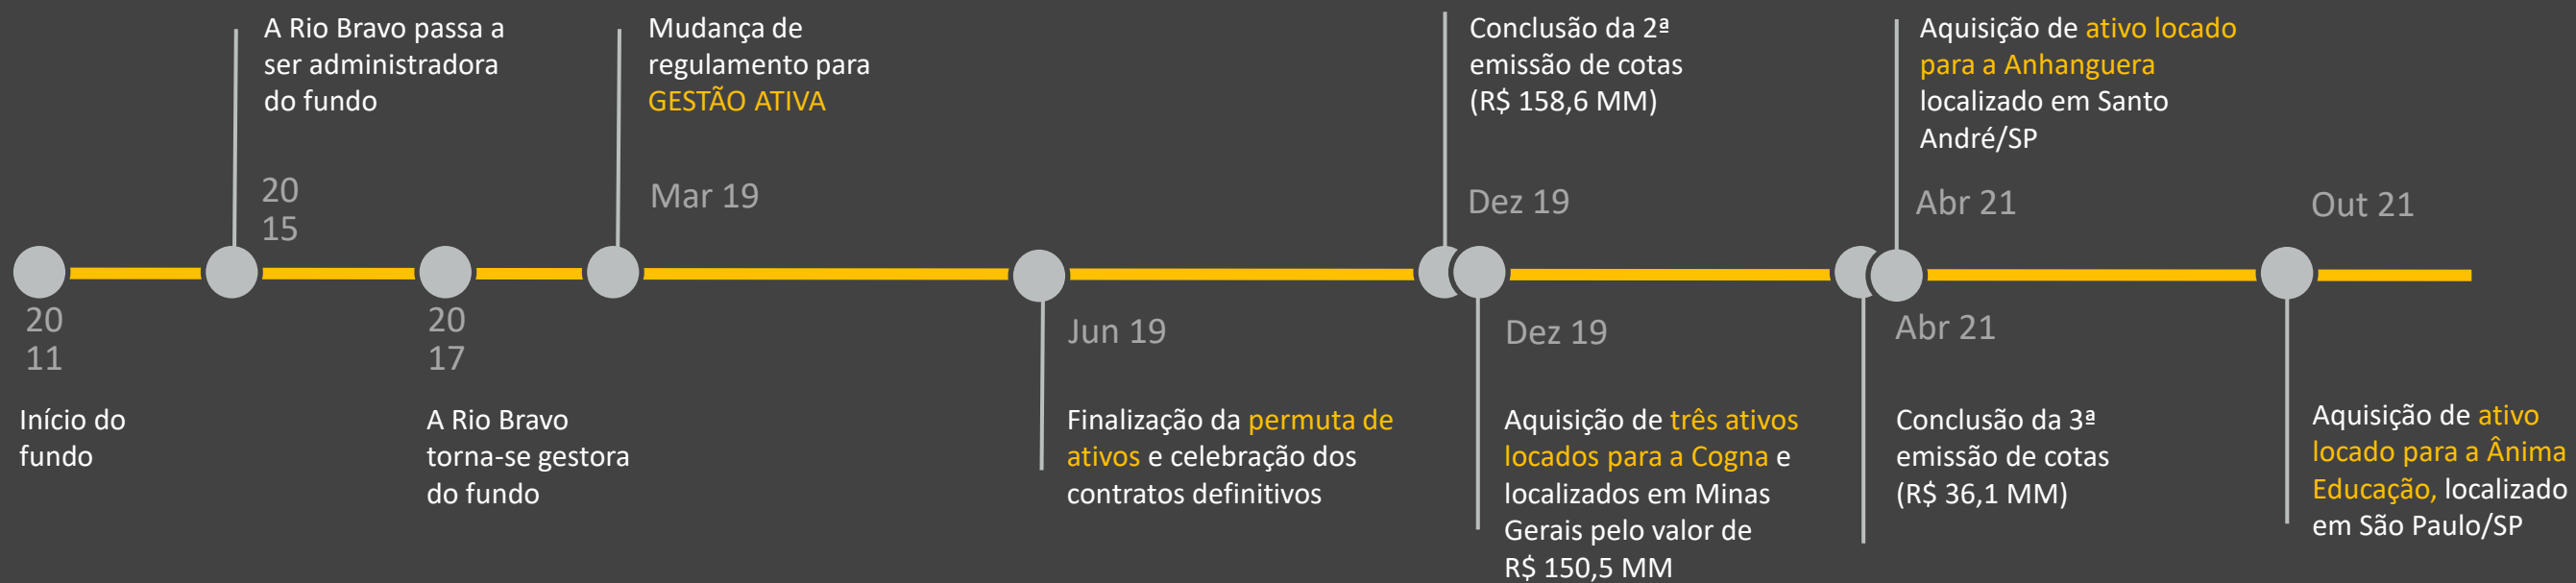 20
11
Início do
fundo
A Rio Bravo passa a
ser administradora
do fundo
20
15
20
17
A Rio Bravo
torna-se gestora
do fundo
Mudança de
regulamento para
GESTÃO ATIVA
Mar 19
Jun 19
Finalização da permuta de
ativos e celebração dos
contratos definitivos
Conclusão da 2ª
emissão de cotas
(R$ 158,6 MM)
Dez 19
Dez 19
Aquisição de três ativos
locados para a Cogna e
localizados em Minas
Gerais pelo valor de
R$ 150,5 MM
Aquisição de ativo locado
para a Anhanguera
localizado em Santo
André/SP
Abr 21
Abr 21
Conclusão da 3ª
emissão de cotas
(R$ 36,1 MM)
Out 21
Aquisição de ativo
locado para a Ânima
Educação, localizado
em São Paulo/SP